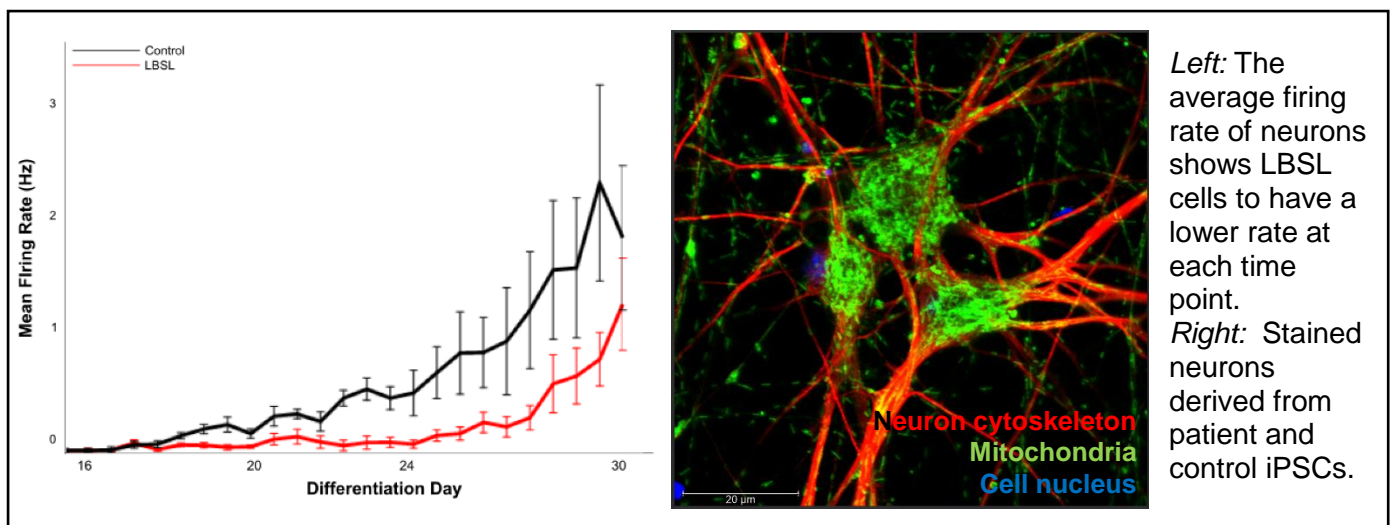 Control
LBSL
3
2
1
0
Mean FIring Rate (Hz)
16
20
24
30
Differentiation Day
Neuron cytoskeleton
Mitochondria
Cell nucleus
20 µm
Left: The
average firing
rate of neurons
shows LBSL
cells to have a
lower rate at
each time
point.
Right: Stained
neurons
derived from
patient and
control iPSCs.